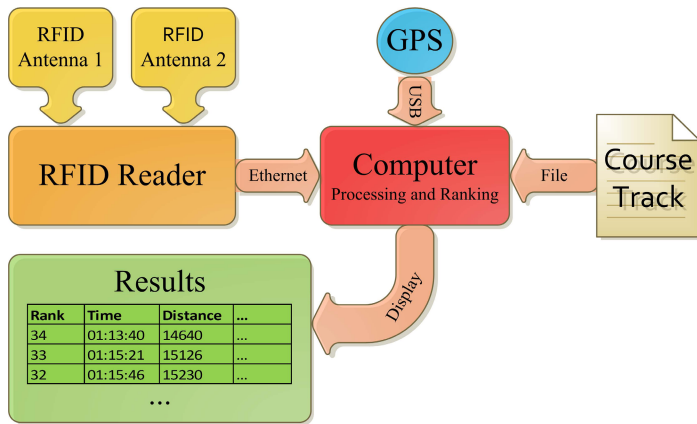 RFID
Antenna 1
RFID
Antenna 2
GPS
USB
RFID Reader
Ethernet
Computer
Processing and Ranking
File
Course
Track
Display
Results
Rank Time Distance ...
34 01:13:40 14640 ...
33 01:15:21 15126 ...
32 01:15:46 15230 ...
...